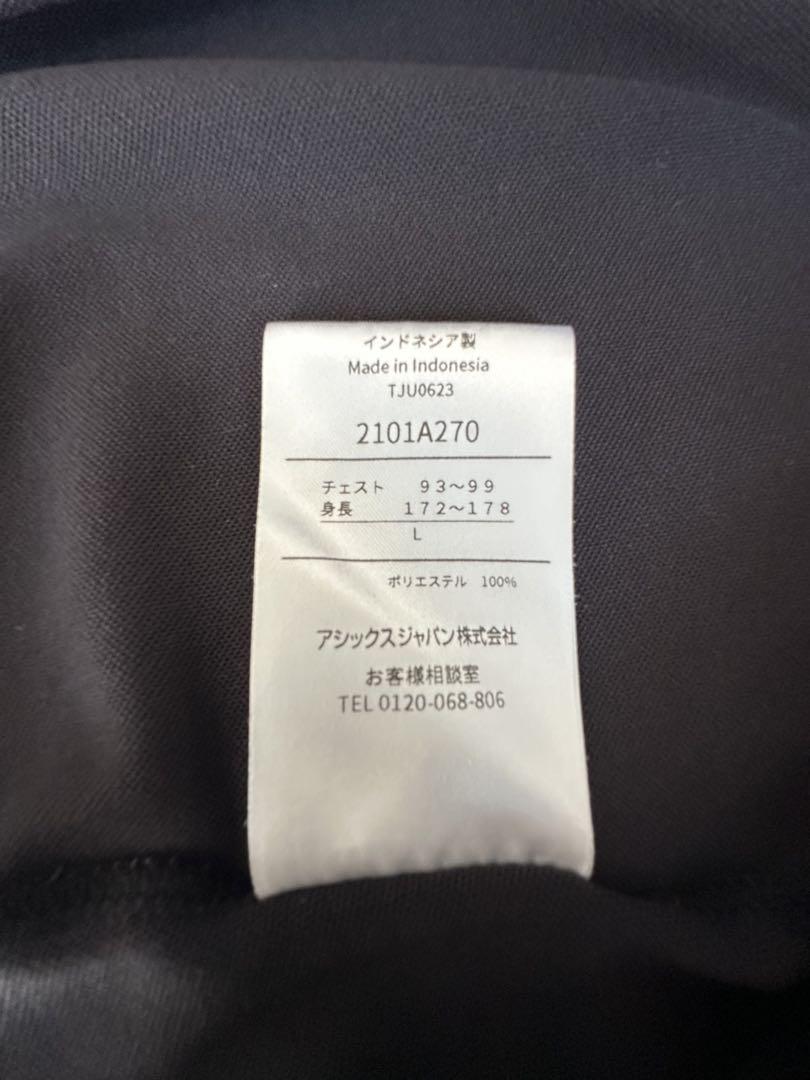 インドネシア製
Made in Indonesia
TJU0623
2101A270
チェスト ９３～９９
身長 １７２～１７８
L
ポリエステル 100%
アシックスジャパン株式会社
お客様相談室
TEL 0120-068-806